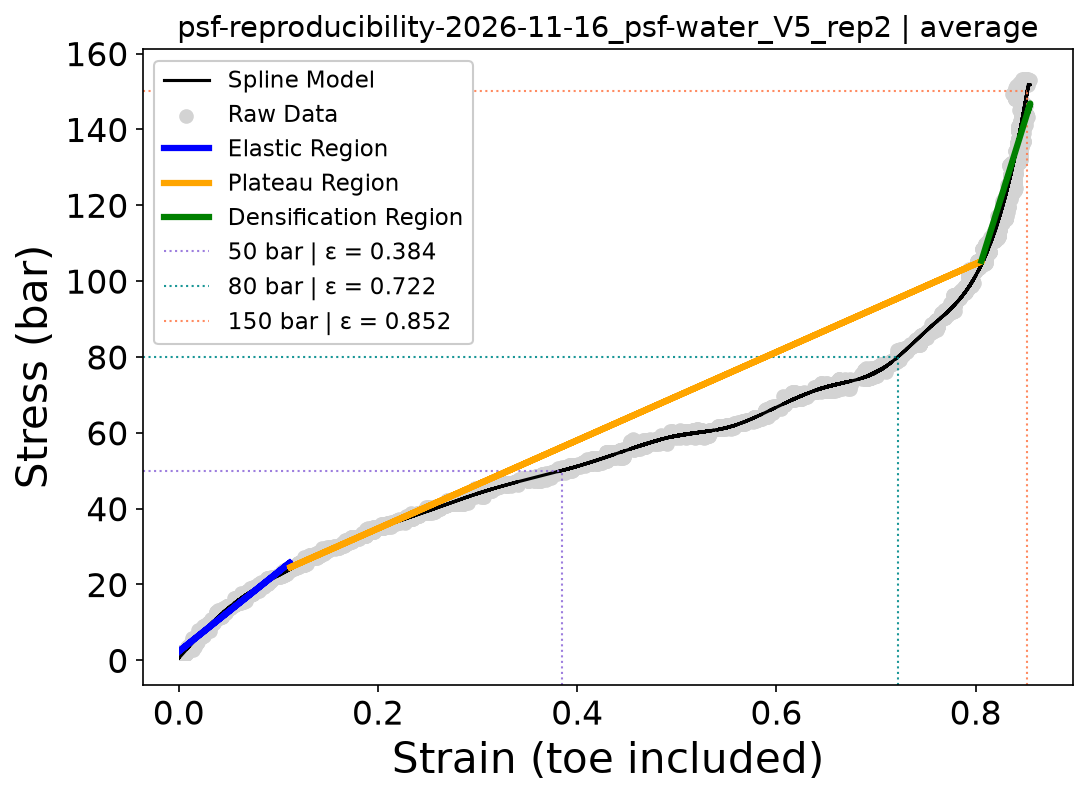 psf-reproducibility-2026-11-16_psf-water_V5_rep2 | average
Spline Model
Raw Data
Elastic Region
Plateau Region
Densification Region
50 bar | ε = 0.384
80 bar | ε = 0.722
150 bar | ε = 0.852
Stress (bar)
160
140
120
100
80
60
40
20
0
0.0 0.2 0.4 0.6 0.8
Strain (toe included)